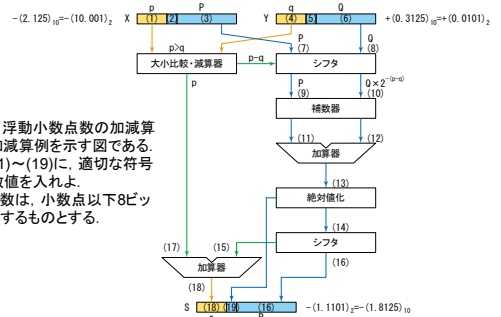 −(2.125)₁₀=−(10.001)₂
X
p
P
(1)
[2]
(3)
Y
q
Q
(4)
[5]
(6)
+(0.3125)₁₀=+(0.0101)₂
p>q
P
(7)
Q
(8)
大小比較・減算器
p-q
シフタ
p
P
(9)
Q×2⁻⁽ᵖ⁻q⁾
(10)
補数器
浮動小数点数の加減算
加減算例を示す図である.
1)~(19)に, 適切な符号
数値を入れよ.
数は, 小数点以下8ビッ
するものとする.
(11)
(12)
加算器
(13)
絶対値化
(14)
シフタ
(17)
(15)
(16)
加算器
(18)
S
(18)
(19)
(16)
−(1.1101)₂=−(1.8125)₁₀